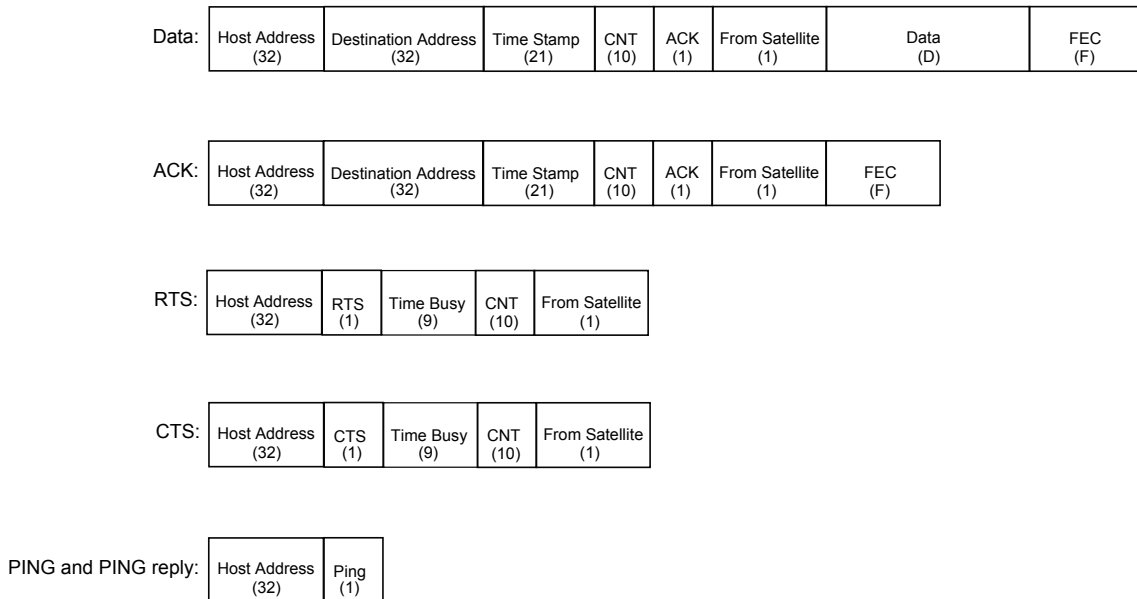 Data:
Host Address Destination Address Time Stamp CNT ACK From Satellite Data FEC
(32) (32) (21) (10) (1) (1) (D) (F)
ACK:
Host Address Destination Address Time Stamp CNT ACK From Satellite FEC
(32) (32) (21) (10) (1) (1) (F)
RTS:
Host Address RTS Time Busy CNT From Satellite
(32) (1) (9) (10) (1)
CTS:
Host Address CTS Time Busy CNT From Satellite
(32) (1) (9) (10) (1)
PING and PING reply:
Host Address Ping
(32) (1)